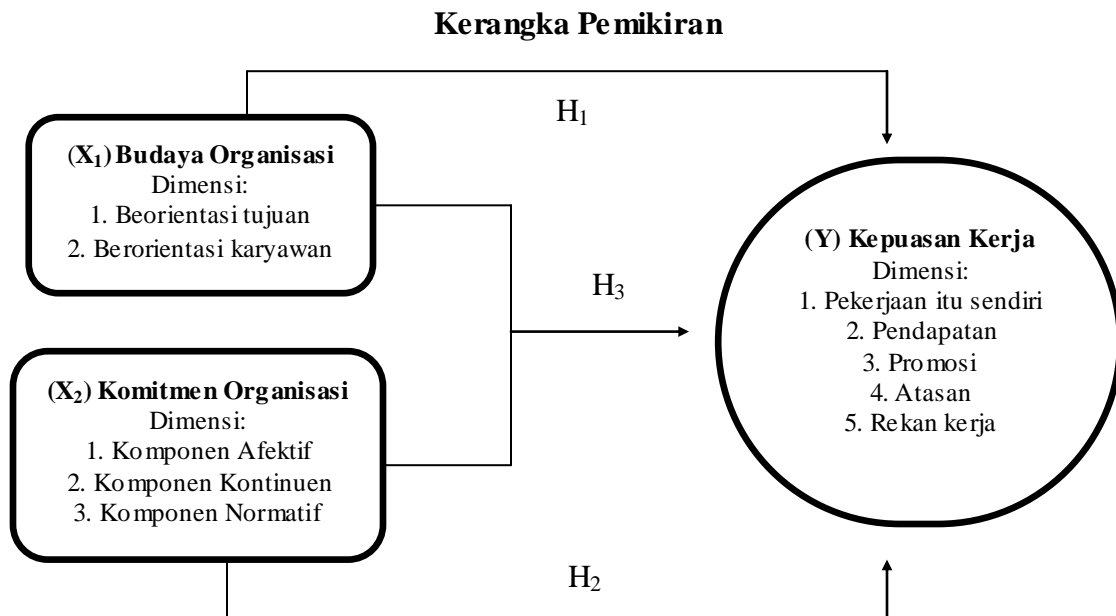 Kerangka Pemikiran
H₁
(X₁) Budaya Organisasi
Dimensi:
1. Beorientasi tujuan
2. Berorientasi karyawan
H₃
(X₂) Komitmen Organisasi
Dimensi:
1. Komponen Afektif
2. Komponen Kontinuen
3. Komponen Normatif
H₂
(Y) Kepuasan Kerja
Dimensi:
1. Pekerjaan itu sendiri
2. Pendapatan
3. Promosi
4. Atasan
5. Rekan kerja